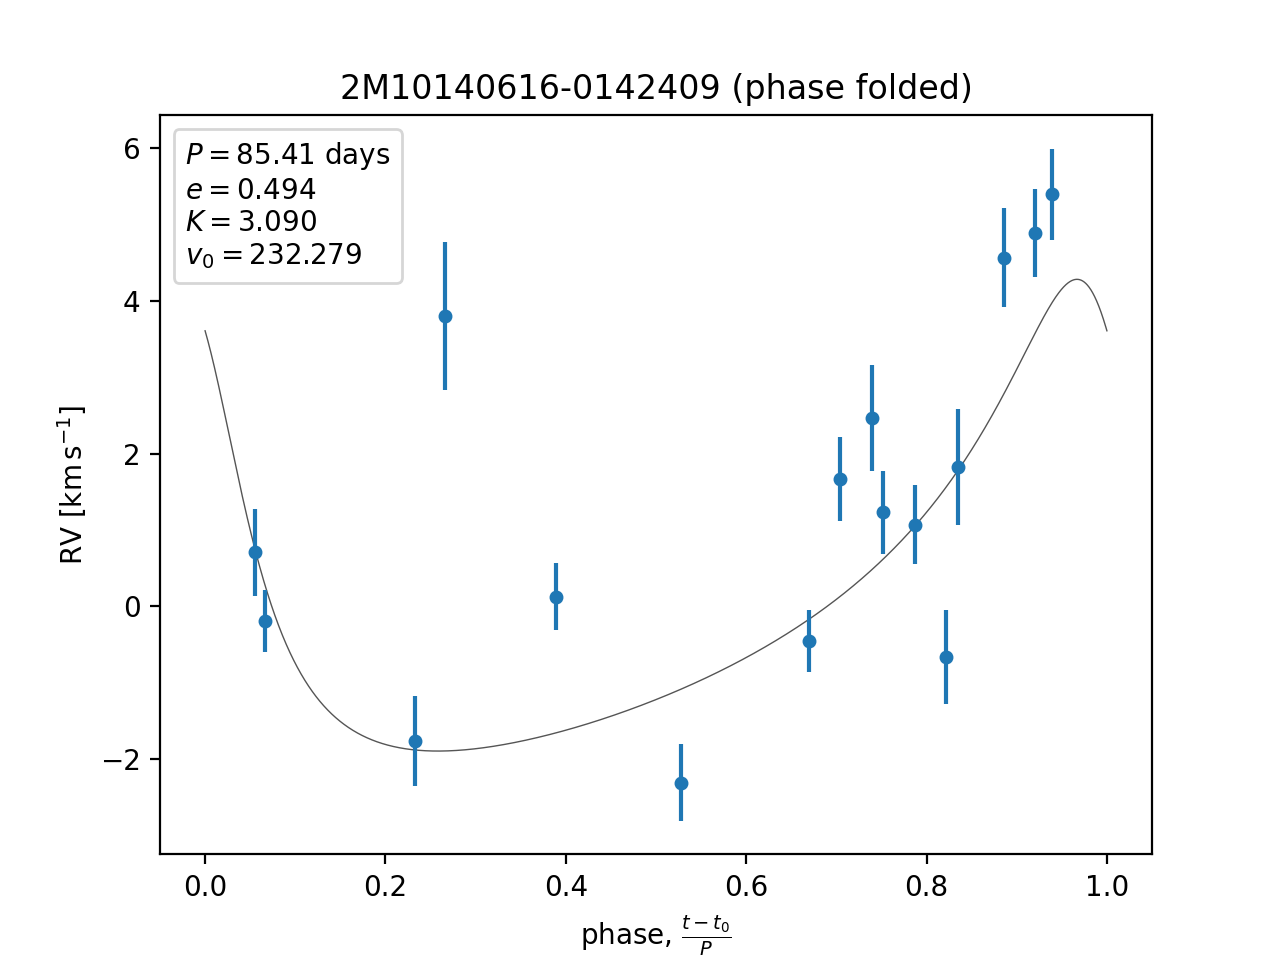 2M10140616-0142409 (phase folded)
P = 85.41 days
e = 0.494
K = 3.090
v₀ = 232.279
6
4
2
0
−2
RV [km s⁻¹]
0.0 0.2 0.4 0.6 0.8 1.0
phase, (t − t₀)/P